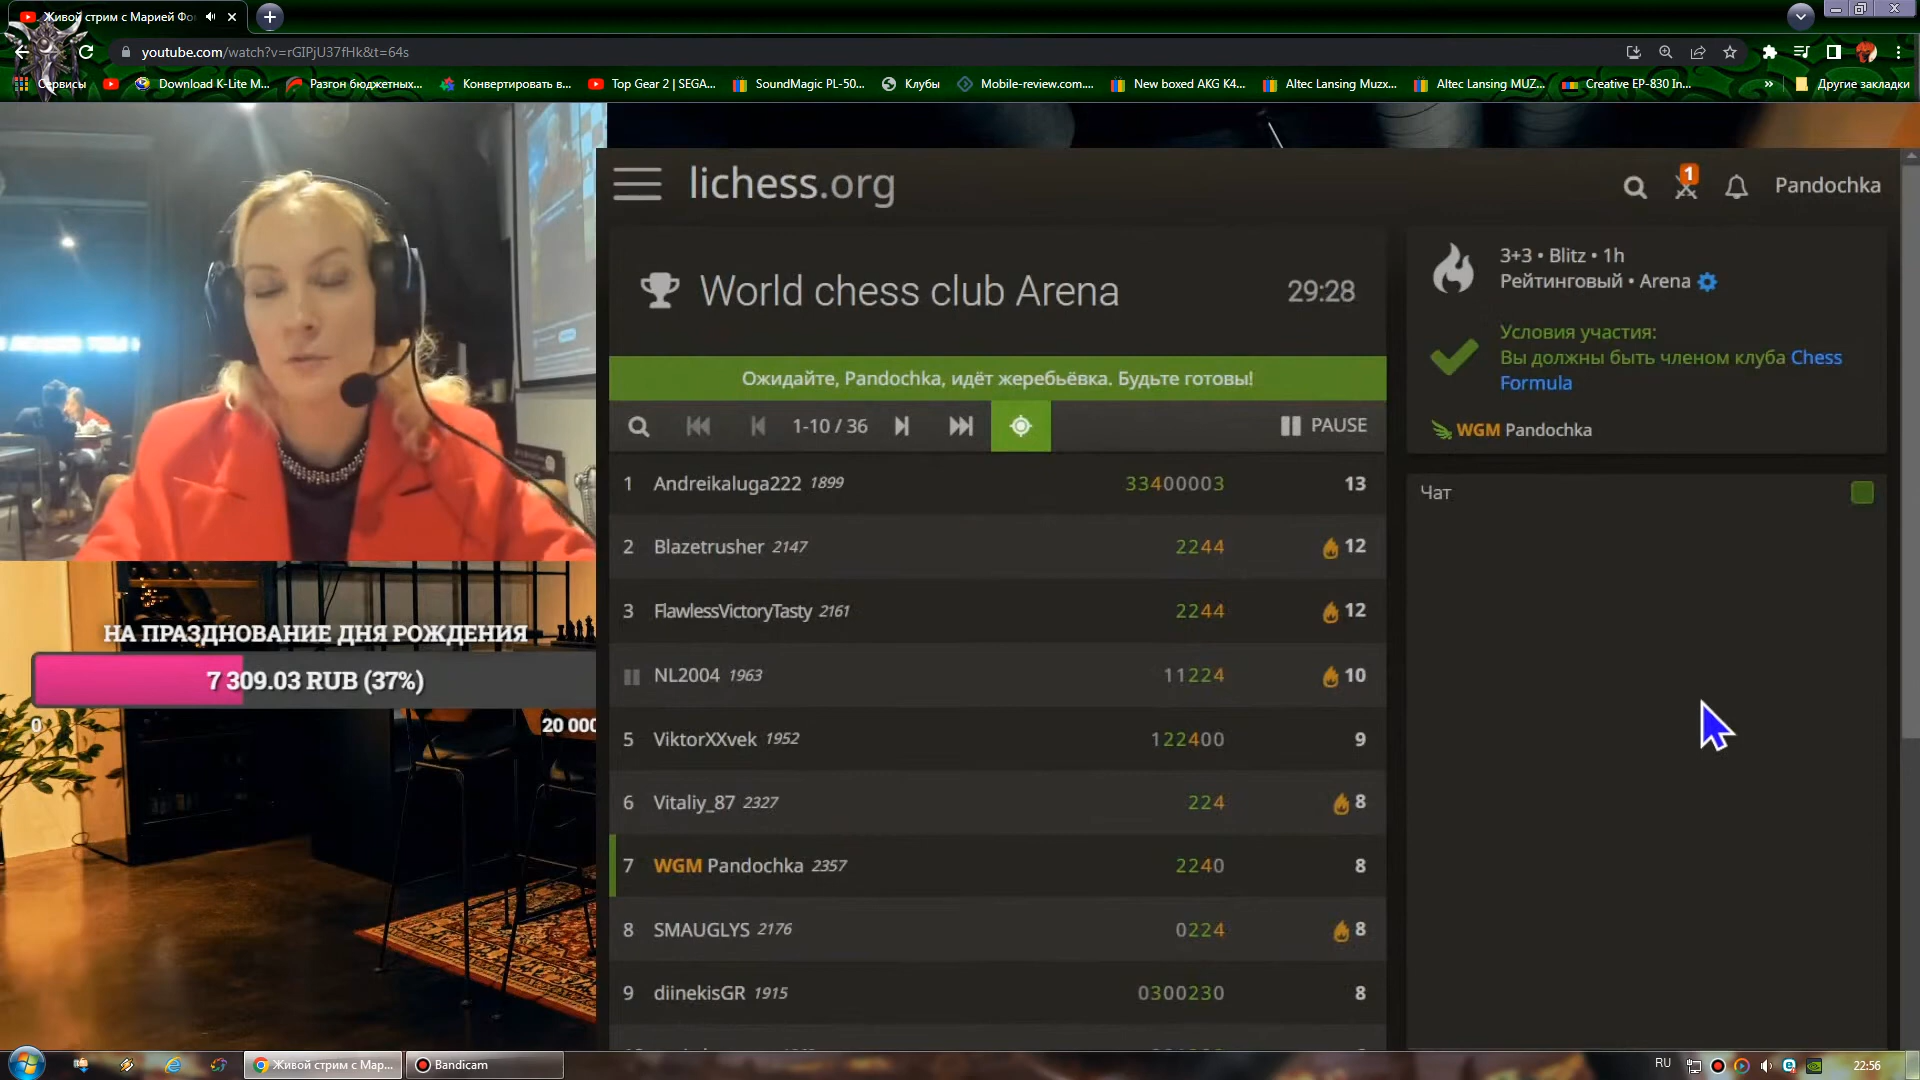 Живой стрим с Марией Фо
youtube.com/watch?v=rGIPjU37fHk&t=64s
Сервисы
Download K-Lite M...
Разгон бюджетных...
Конвертировать в...
Top Gear 2 | SEGA...
SoundMagic PL-50...
Клубы
Mobile-review.com....
New boxed AKG K4...
Altec Lansing Muzx...
Altec Lansing MUZ...
Creative EP-830 In...
»
Другие закладки
lichess.org
1
Pandochka
World chess club Arena
29:28
3+3 • Blitz • 1h
Рейтинговый • Arena
Условия участия:
Вы должны быть членом клуба Chess
Formula
WGM Pandochka
Ожидайте, Pandochka, идёт жеребьёвка. Будьте готовы!
1-10 / 36
PAUSE
1 Andreikaluga222 1899 33400003 13
2 Blazetrusher 2147 2244 12
3 FlawlessVictoryTasty 2161 2244 12
NL2004 1963 11224 10
5 ViktorXXvek 1952 122400 9
6 Vitaliy_87 2327 224 8
7 WGM Pandochka 2357 2240 8
8 SMAUGLYS 2176 0224 8
9 diinekisGR 1915 0300230 8
Чат
НА ПРАЗДНОВАНИЕ ДНЯ РОЖДЕНИЯ
7 309.03 RUB (37%)
0
20 000
Живой стрим с Мар...
Bandicam
RU
22:56